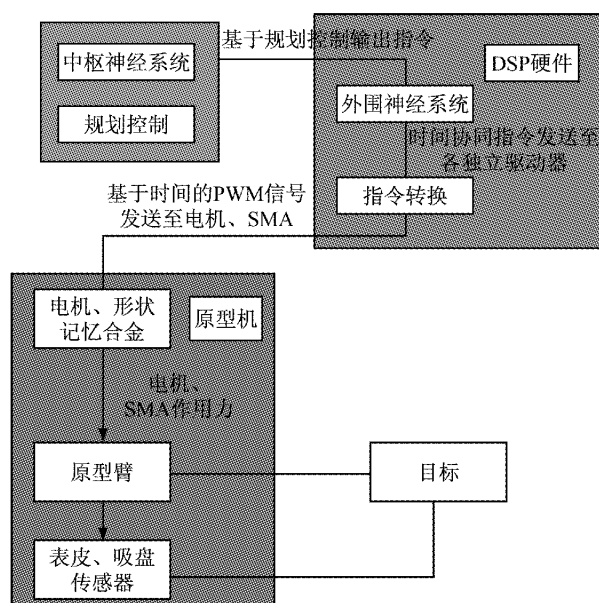 基于规划控制输出指令
中枢神经系统
规划控制
DSP硬件
外围神经系统
时间协同指令发送至
各独立驱动器
指令转换
基于时间的PWM信号
发送至电机、SMA
电机、形状
记忆合金
原型机
电机、
SMA作用力
原型臂
目标
表皮、吸盘
传感器